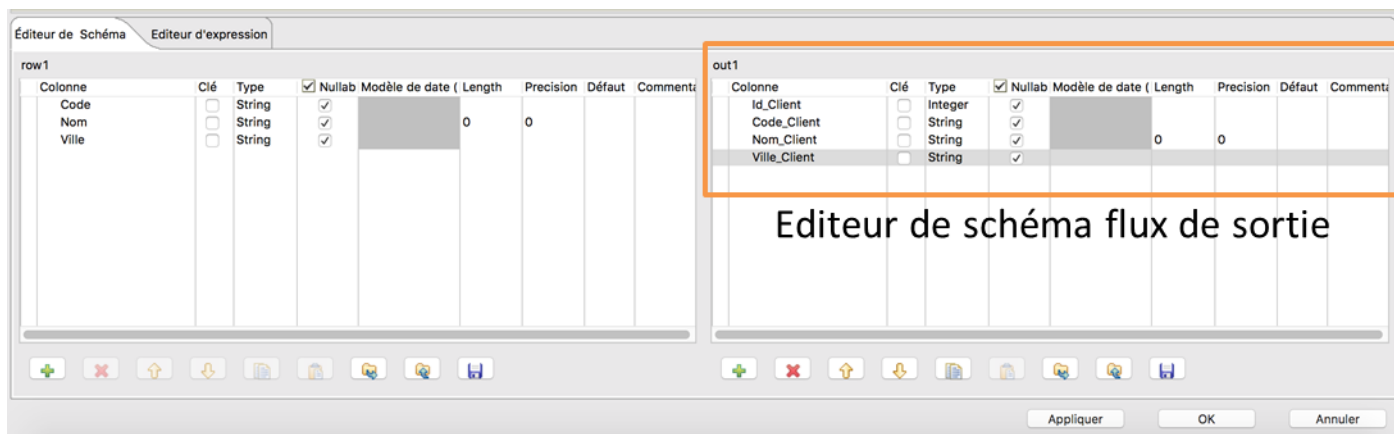 Éditeur de Schéma Editeur d'expression
row1
Colonne Clé Type Nullab Modèle de date ( Length Precision Défaut Commenta
Code String
Nom String 0 0
Ville String
out1
Colonne Clé Type Nullab Modèle de date ( Length Precision Défaut Commenta
Id_Client Integer
Code_Client String
Nom_Client String 0 0
Ville_Client String
Editeur de schéma flux de sortie
Appliquer OK Annuler